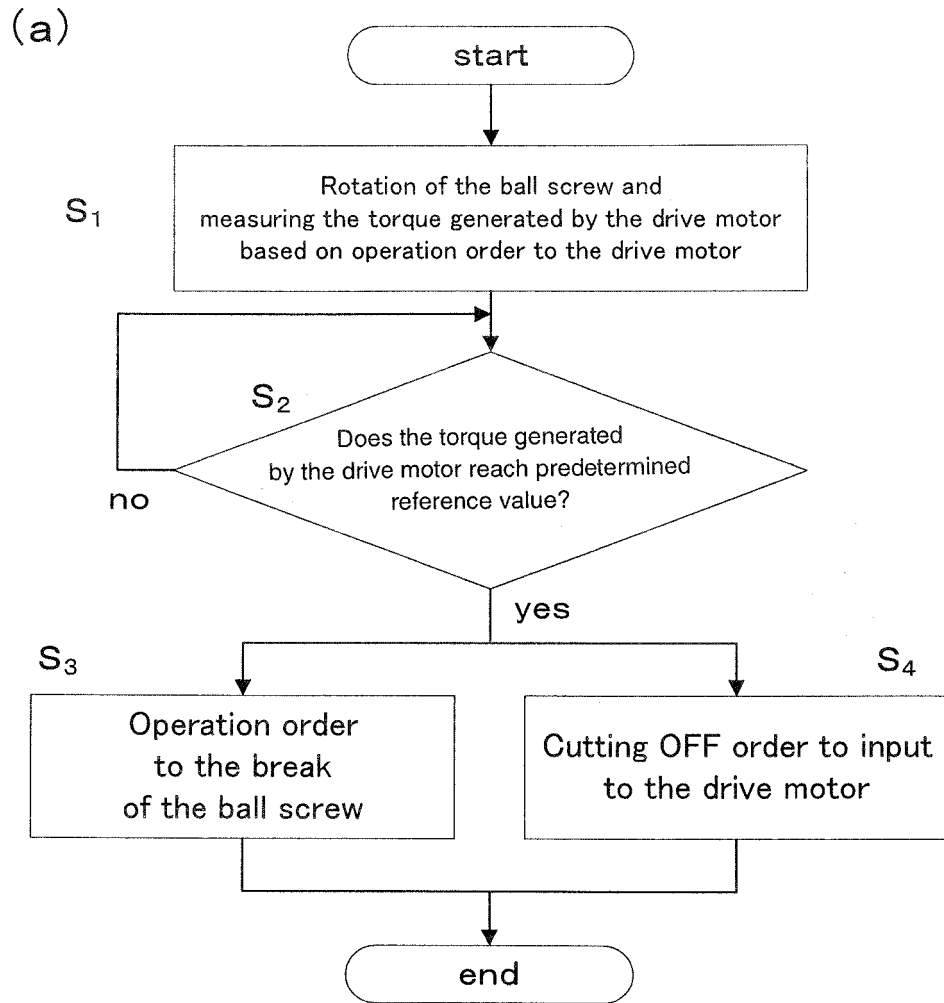 (a)
start
S₁
Rotation of the ball screw and
measuring the torque generated by the drive motor
based on operation order to the drive motor
S₂
Does the torque generated
by the drive motor reach predetermined
reference value?
no
yes
S₃
Operation order
to the break
of the ball screw
S₄
Cutting OFF order to input
to the drive motor
end